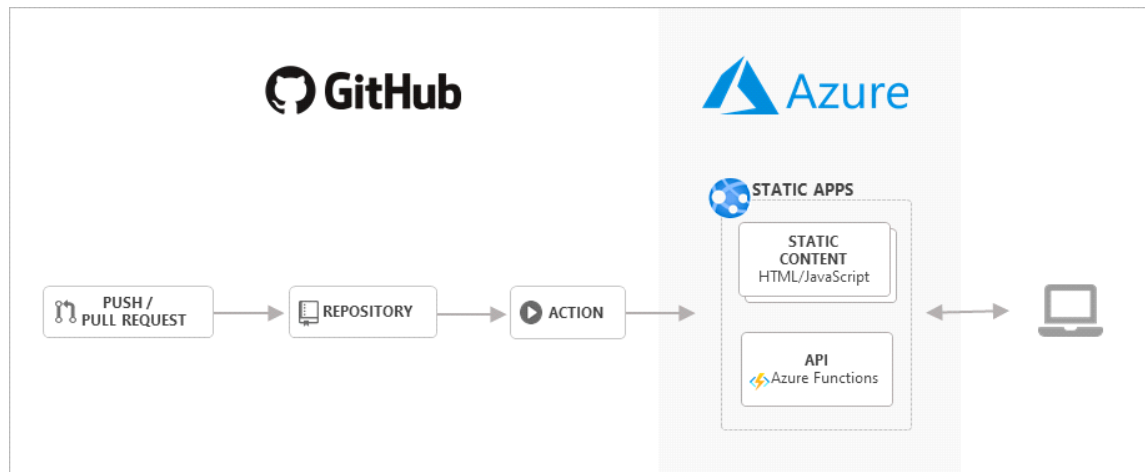 GitHub
Azure
STATIC APPS
STATIC
CONTENT
HTML/JavaScript
PUSH /
PULL REQUEST
REPOSITORY
ACTION
API
Azure Functions